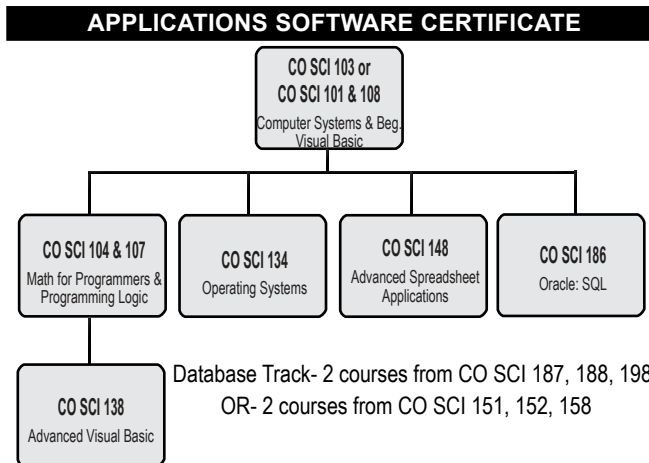 APPLICATIONS SOFTWARE CERTIFICATE
CO SCI 103 or
CO SCI 101 & 108
Computer Systems & Beg.
Visual Basic
CO SCI 104 & 107
Math for Programmers &
Programming Logic
CO SCI 134
Operating Systems
CO SCI 148
Advanced Spreadsheet
Applications
CO SCI 186
Oracle: SQL
CO SCI 138
Advanced Visual Basic
Database Track- 2 courses from CO SCI 187, 188, 198
OR- 2 courses from CO SCI 151, 152, 158